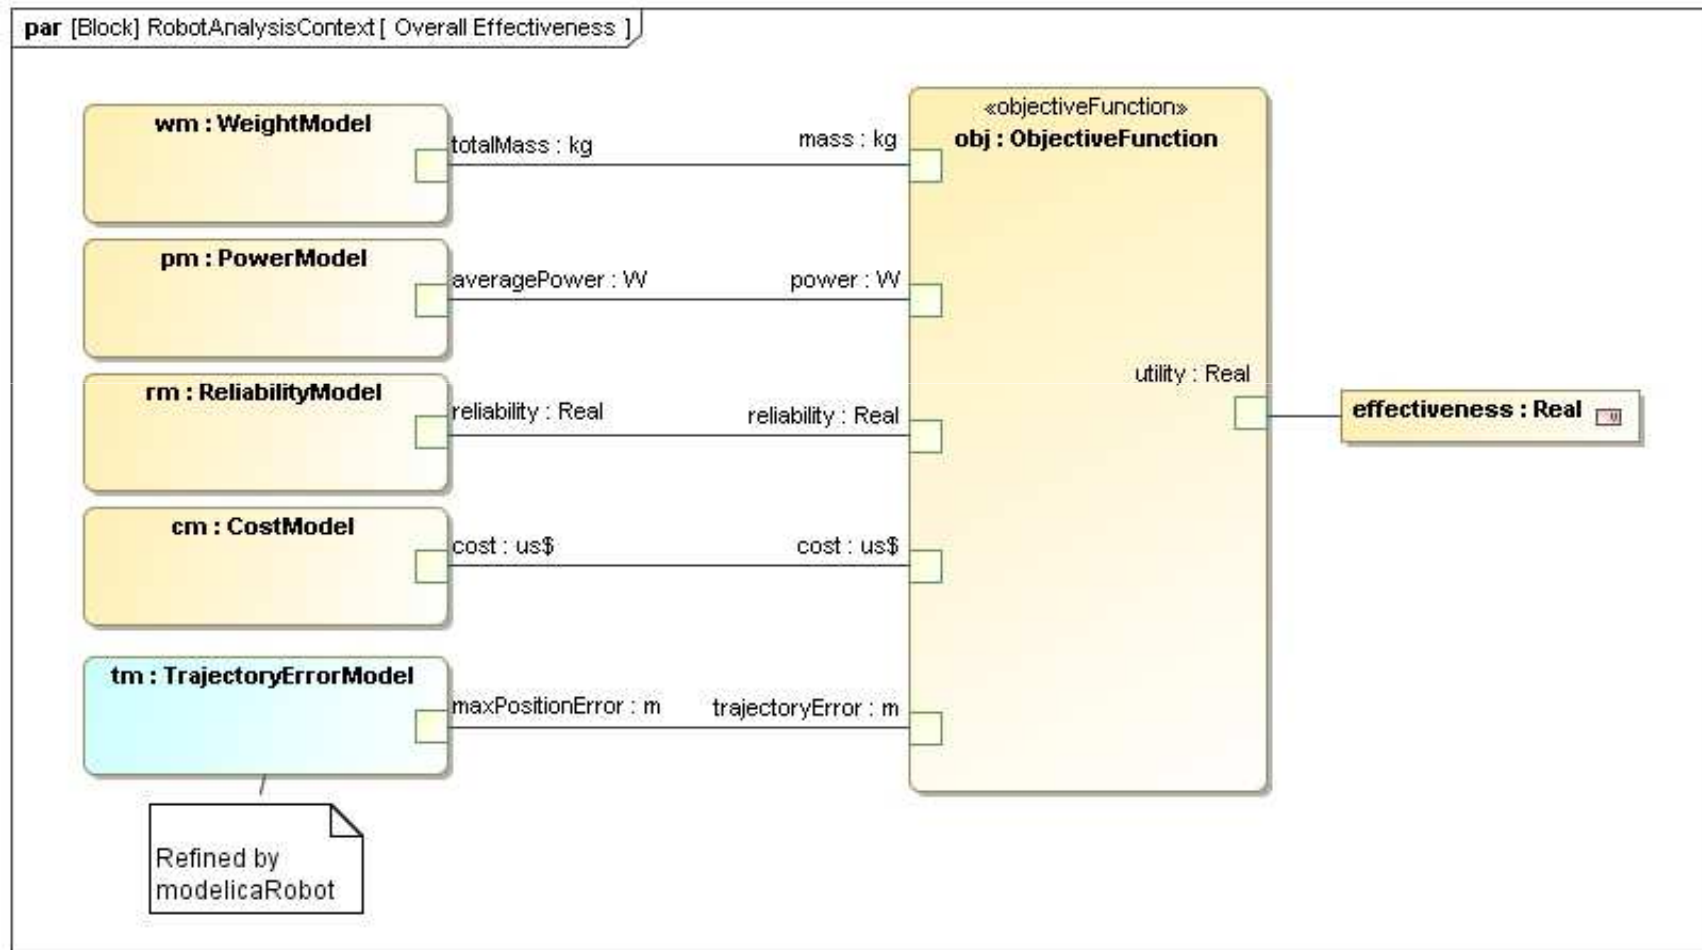 par [Block] RobotAnalysisContext [ Overall Effectiveness ]
«objectiveFunction»
obj : ObjectiveFunction
wm : WeightModel
totalMass : kg
mass : kg
pm : PowerModel
averagePower : W
power : W
rm : ReliabilityModel
reliability : Real
reliability : Real
utility : Real
effectiveness : Real
cm : CostModel
cost : us$
cost : us$
tm : TrajectoryErrorModel
maxPositionError : m
trajectoryError : m
Refined by
modelicaRobot